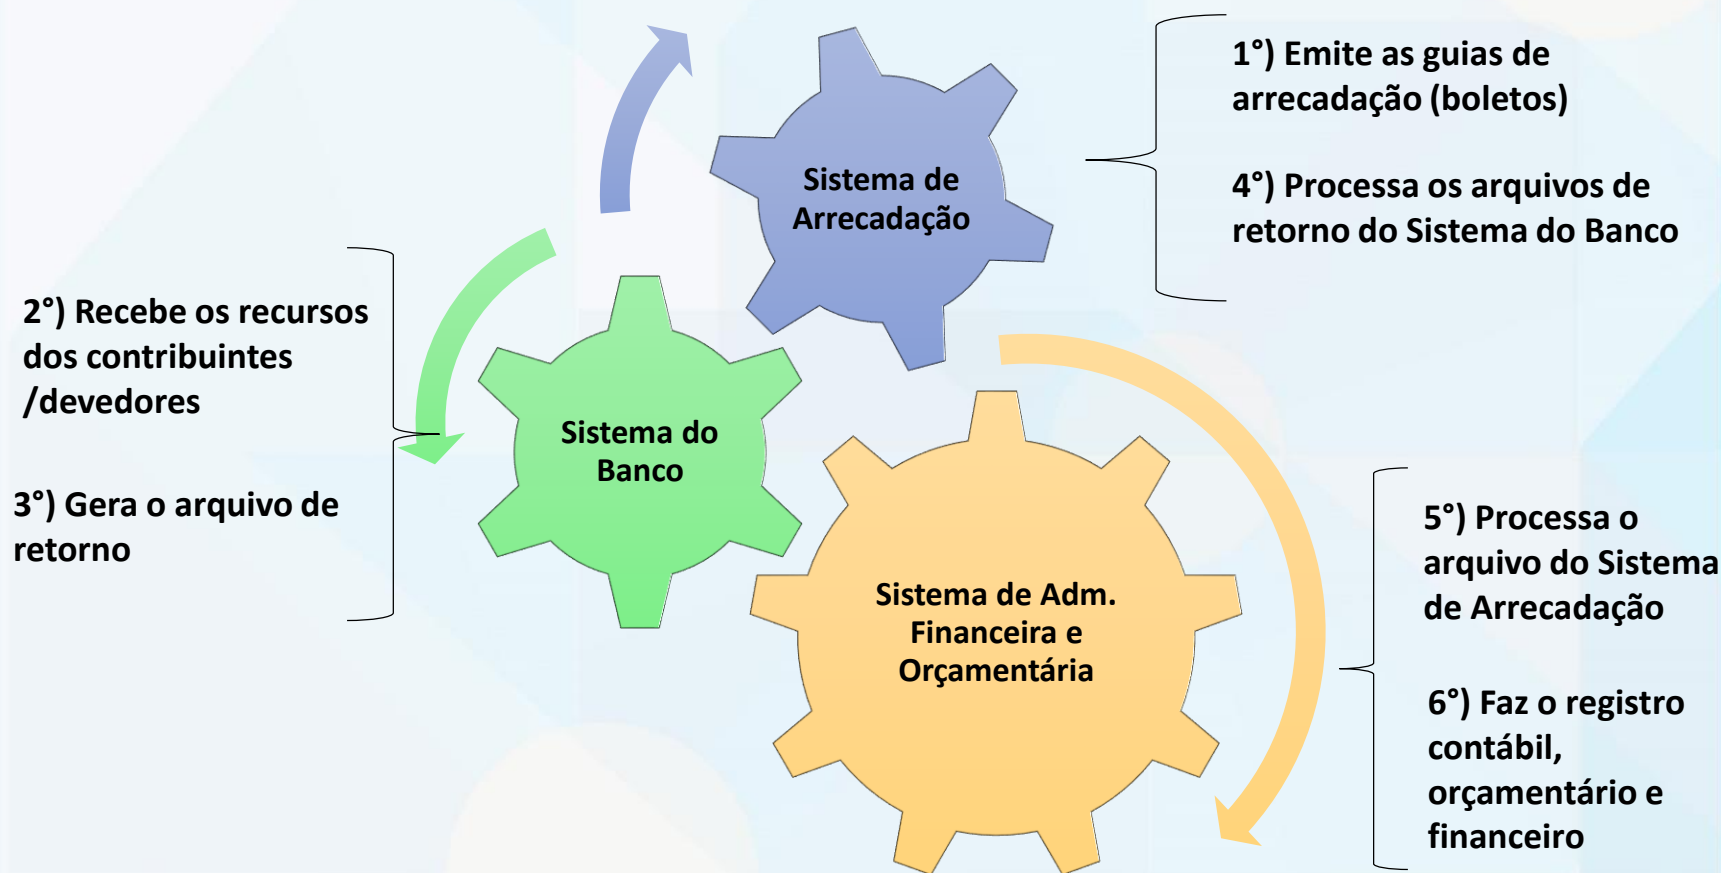 1°) Emite as guias de
arrecadação (boletos)
4°) Processa os arquivos de
retorno do Sistema do Banco
Sistema de
Arrecadação
2°) Recebe os recursos
dos contribuintes
/devedores
3°) Gera o arquivo de
retorno
Sistema do
Banco
Sistema de Adm.
Financeira e
Orçamentária
5°) Processa o
arquivo do Sistema
de Arrecadação
6°) Faz o registro
contábil,
orçamentário e
financeiro